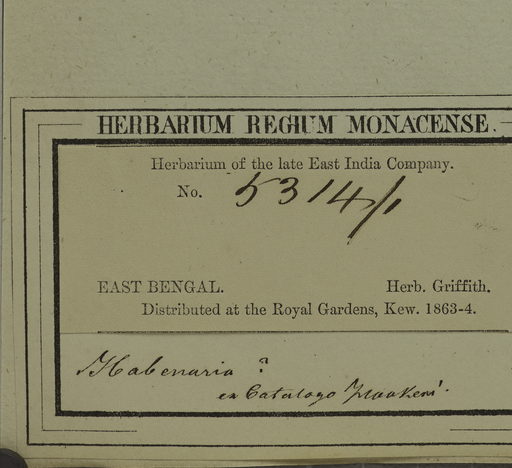 HERBARIUM REGIUM MONACENSE.
Herbarium of the late East India Company.
No. 5314/1
EAST BENGAL. Herb. Griffith.
Distributed at the Royal Gardens, Kew. 1863-4.
Habenaria ?
ex Catalogo